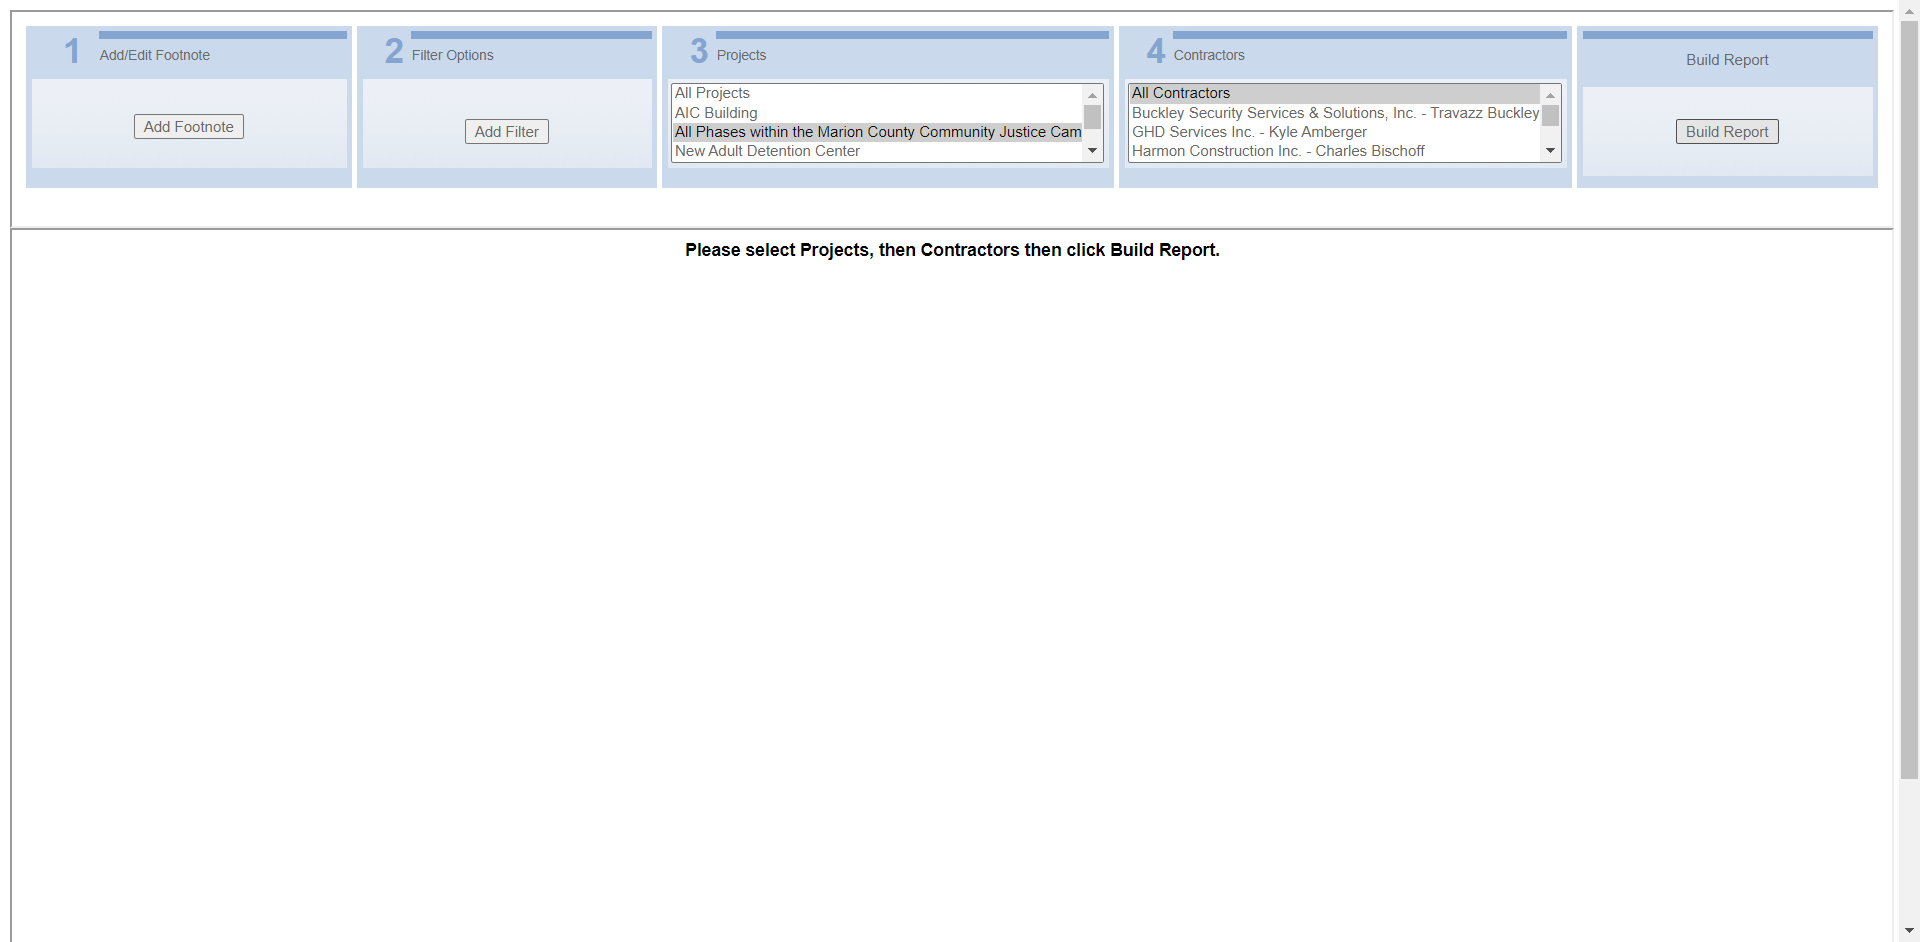 1 Add/Edit Footnote
Add Footnote
2 Filter Options
Add Filter
3 Projects
All Projects
AIC Building
All Phases within the Marion County Community Justice Cam
New Adult Detention Center
4 Contractors
All Contractors
Buckley Security Services & Solutions, Inc. - Travazz Buckley
GHD Services Inc. - Kyle Amberger
Harmon Construction Inc. - Charles Bischoff
Build Report
Build Report
Please select Projects, then Contractors then click Build Report.